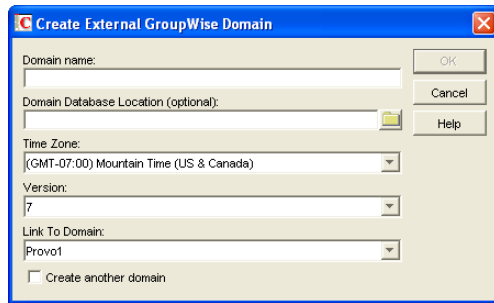 Create External GroupWise Domain
Domain name:
OK
Domain Database Location (optional):
Cancel
Help
Time Zone:
(GMT-07:00) Mountain Time (US & Canada)
Version:
7
Link To Domain:
Provo1
Create another domain